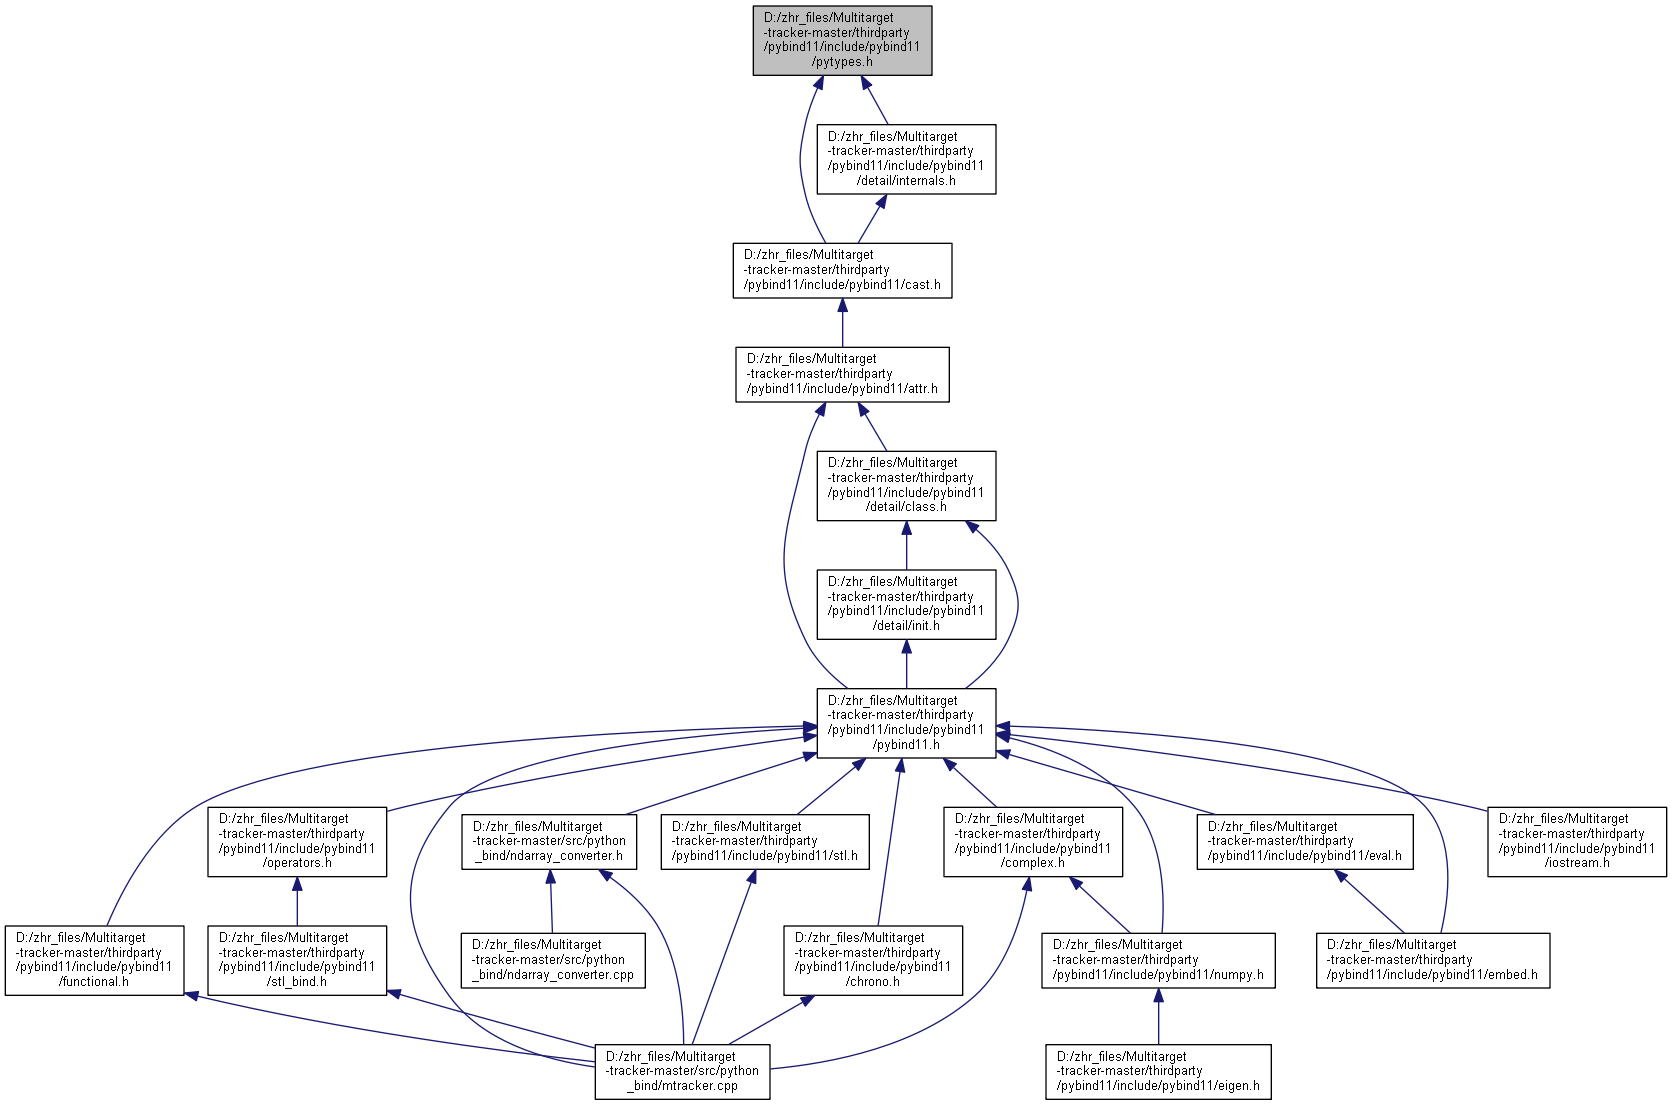 D:/zhr_files/Multitarget
-tracker-master/thirdparty
/pybind11/include/pybind11
/pytypes.h
D:/zhr_files/Multitarget
-tracker-master/thirdparty
/pybind11/include/pybind11
/detail/internals.h
D:/zhr_files/Multitarget
-tracker-master/thirdparty
/pybind11/include/pybind11/cast.h
D:/zhr_files/Multitarget
-tracker-master/thirdparty
/pybind11/include/pybind11/attr.h
D:/zhr_files/Multitarget
-tracker-master/thirdparty
/pybind11/include/pybind11
/detail/class.h
D:/zhr_files/Multitarget
-tracker-master/thirdparty
/pybind11/include/pybind11
/detail/init.h
D:/zhr_files/Multitarget
-tracker-master/thirdparty
/pybind11/include/pybind11
/pybind11.h
D:/zhr_files/Multitarget
-tracker-master/thirdparty
/pybind11/include/pybind11
/operators.h
D:/zhr_files/Multitarget
-tracker-master/src/python
_bind/ndarray_converter.h
D:/zhr_files/Multitarget
-tracker-master/thirdparty
/pybind11/include/pybind11/stl.h
D:/zhr_files/Multitarget
-tracker-master/thirdparty
/pybind11/include/pybind11
/complex.h
D:/zhr_files/Multitarget
-tracker-master/thirdparty
/pybind11/include/pybind11/eval.h
D:/zhr_files/Multitarget
-tracker-master/thirdparty
/pybind11/include/pybind11
/iostream.h
D:/zhr_files/Multitarget
-tracker-master/thirdparty
/pybind11/include/pybind11
/functional.h
D:/zhr_files/Multitarget
-tracker-master/thirdparty
/pybind11/include/pybind11
/stl_bind.h
D:/zhr_files/Multitarget
-tracker-master/src/python
_bind/ndarray_converter.cpp
D:/zhr_files/Multitarget
-tracker-master/thirdparty
/pybind11/include/pybind11
/chrono.h
D:/zhr_files/Multitarget
-tracker-master/thirdparty
/pybind11/include/pybind11/numpy.h
D:/zhr_files/Multitarget
-tracker-master/thirdparty
/pybind11/include/pybind11/embed.h
D:/zhr_files/Multitarget
-tracker-master/src/python
_bind/mtracker.cpp
D:/zhr_files/Multitarget
-tracker-master/thirdparty
/pybind11/include/pybind11/eigen.h